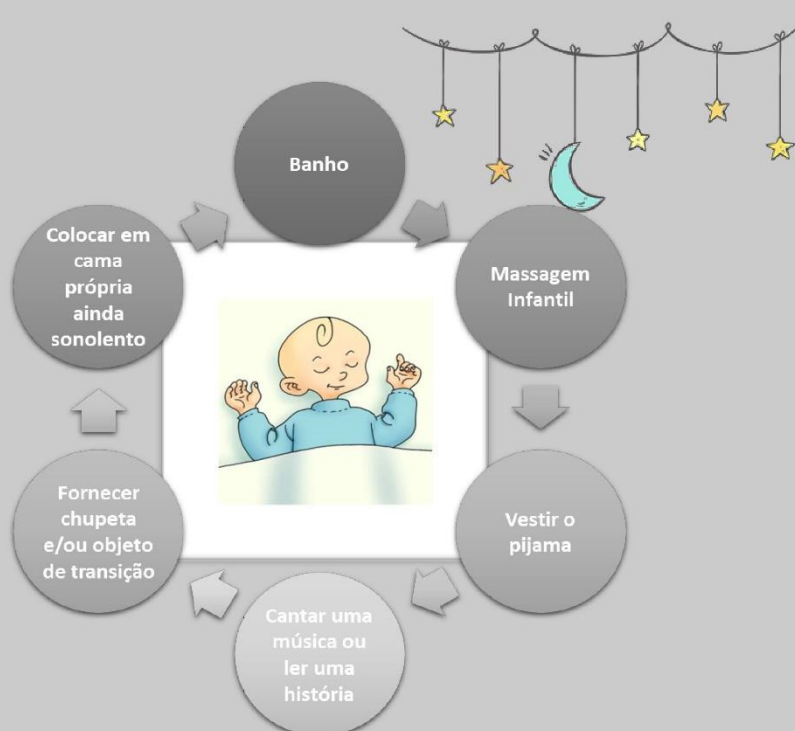 Banho
Massagem
Infantil
Vestir o
pijama
Cantar uma
música ou
ler uma
história
Fornecer
chupeta
e/ou objeto
de transição
Colocar em
cama
própria
ainda
sonolento